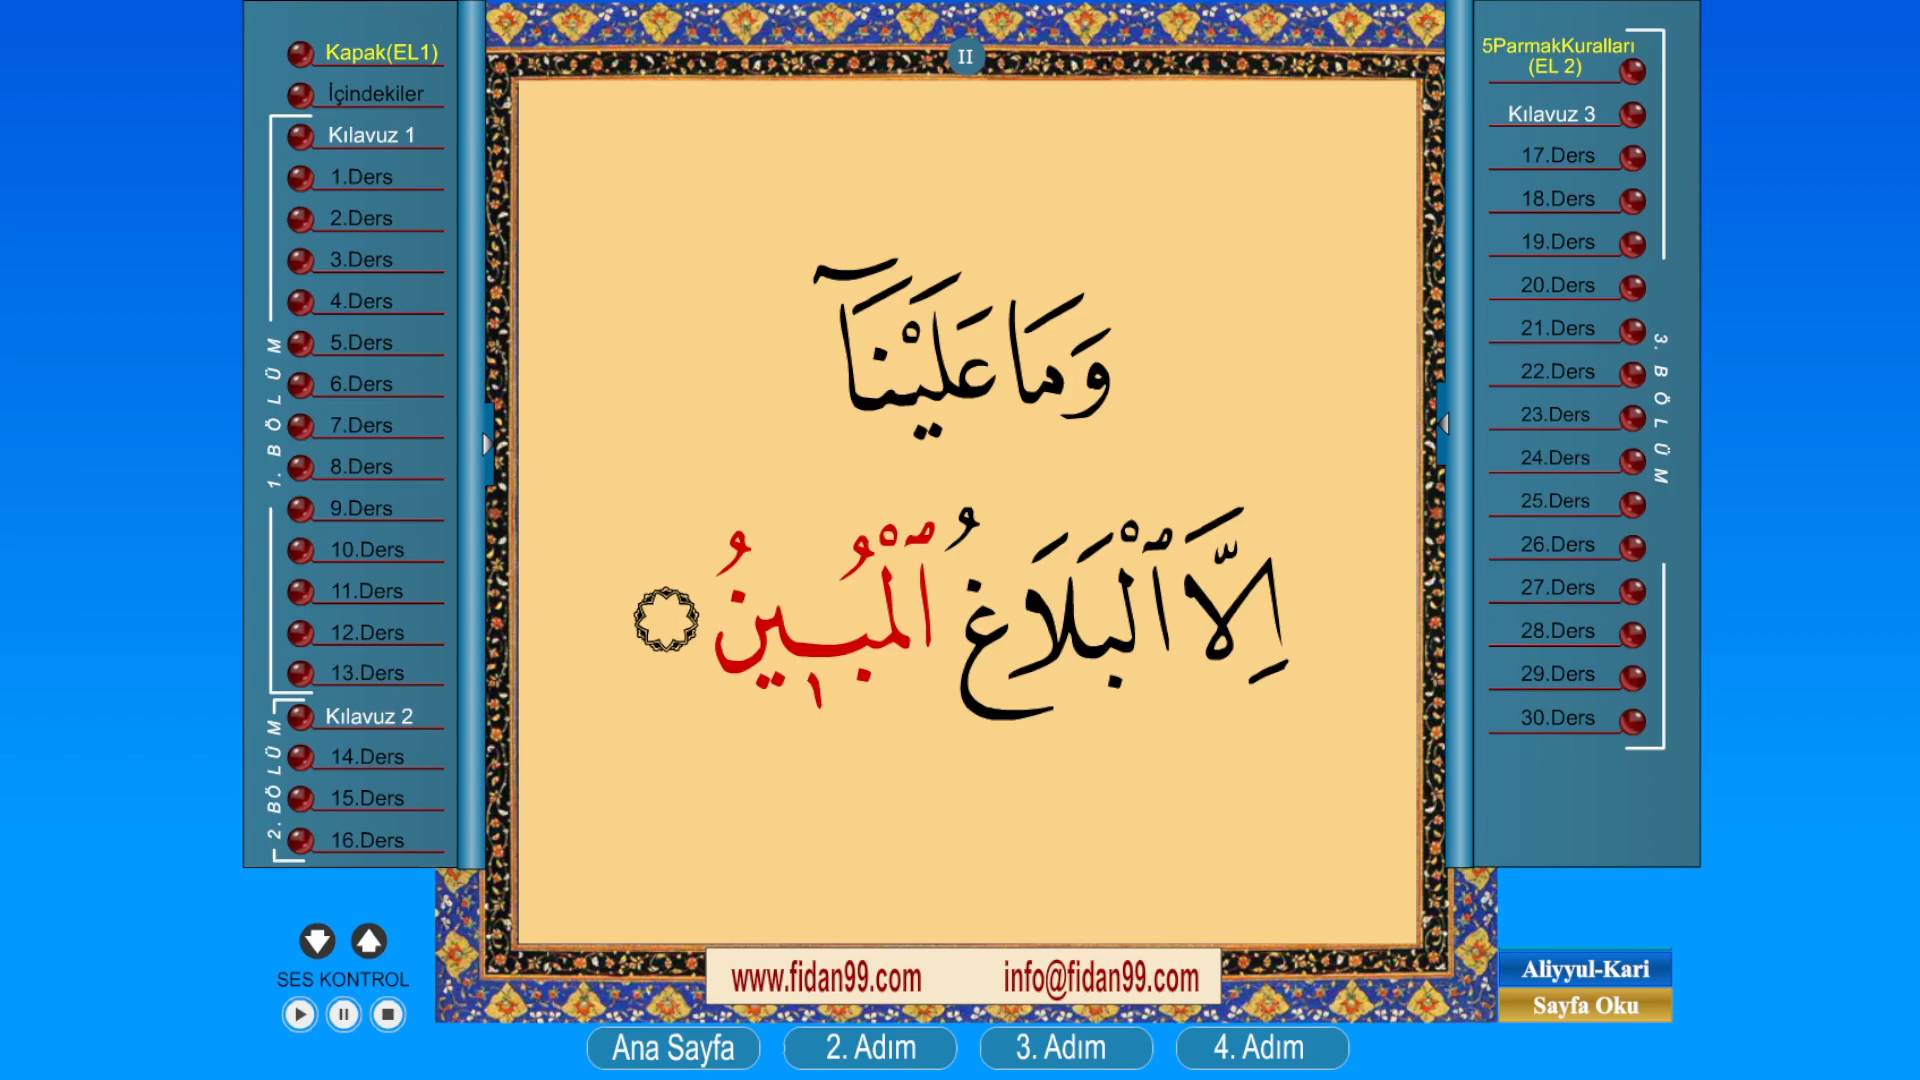 Kapak(EL1)
İçindekiler
Kılavuz 1
1.Ders
2.Ders
3.Ders
4.Ders
5.Ders
6.Ders
7.Ders
8.Ders
9.Ders
10.Ders
11.Ders
12.Ders
13.Ders
Kılavuz 2
14.Ders
15.Ders
16.Ders
1. BÖLÜM
2. BÖLÜM
SES KONTROL
II
وَمَا عَلَيْنَٓا
اِلَّا ٱلْبَلَاغُ ٱلْمُبٖينُ
www.fidan99.com info@fidan99.com
5ParmakKuralları
(EL 2)
Kılavuz 3
17.Ders
18.Ders
19.Ders
20.Ders
21.Ders
22.Ders
23.Ders
24.Ders
25.Ders
26.Ders
27.Ders
28.Ders
29.Ders
30.Ders
3. BÖLÜM
Aliyyul-Kari
Sayfa Oku
Ana Sayfa 2. Adım 3. Adım 4. Adım